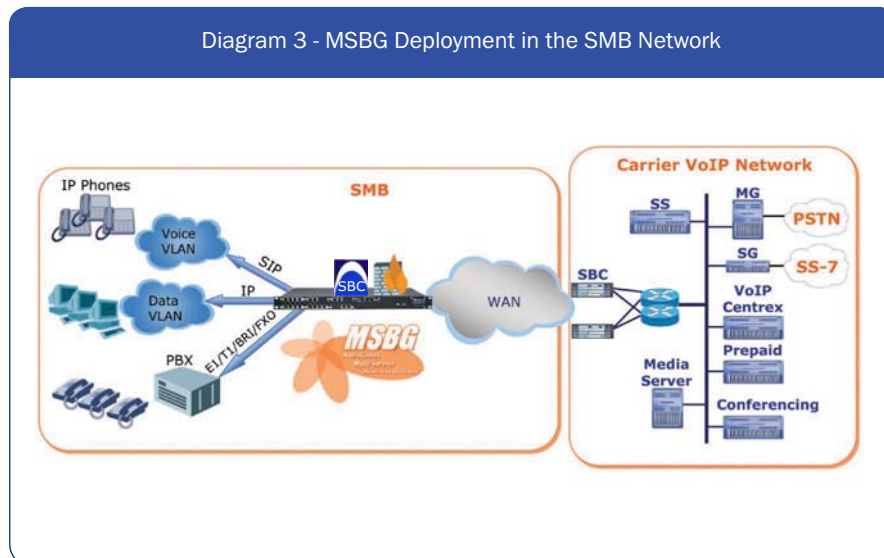 Diagram 3 - MSBG Deployment in the SMB Network
IP Phones
Voice
VLAN
SIP
Data
VLAN
IP
PBX
E1/T1/BRI/FXO
SMB
SBC
MSBG
WAN
Carrier VoIP Network
SS
MG
PSTN
SG
SS-7
SBC
VoIP
Centrex
Prepaid
Media
Server
Conferencing